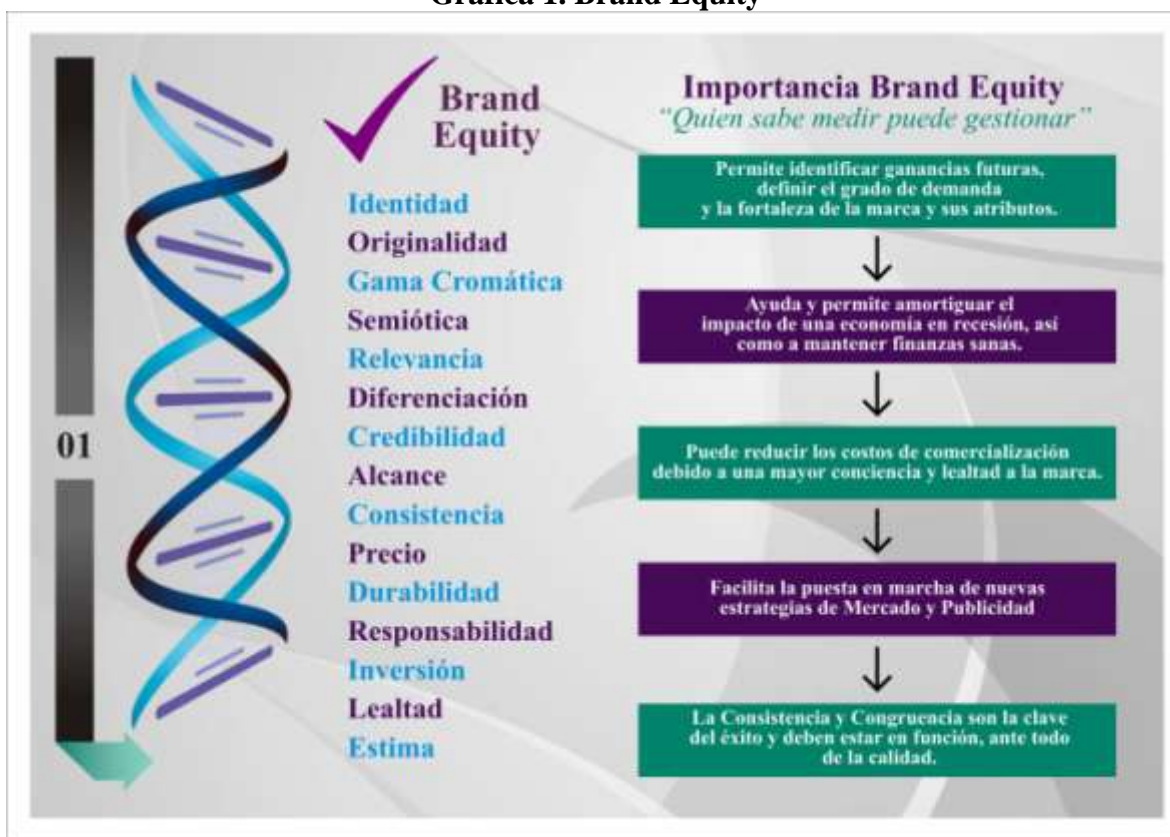 Gráfica 1. Brand Equity
01
Brand
Equity
Identidad
Originalidad
Gama Cromática
Semiótica
Relevancia
Diferenciación
Credibilidad
Alcance
Consistencia
Precio
Durabilidad
Responsabilidad
Inversión
Lealtad
Estima
Importancia Brand Equity
“Quien sabe medir puede gestionar”
Permite identificar ganancias futuras,
definir el grado de demanda
y la fortaleza de la marca y sus atributos.
Ayuda y permite amortiguar el
impacto de una economía en recesión, así
como a mantener finanzas sanas.
Puede reducir los costos de comercialización
debido a una mayor conciencia y lealtad a la marca.
Facilita la puesta en marcha de nuevas
estrategias de Mercado y Publicidad
La Consistencia y Congruencia son la clave
del éxito y deben estar en función, ante todo
de la calidad.